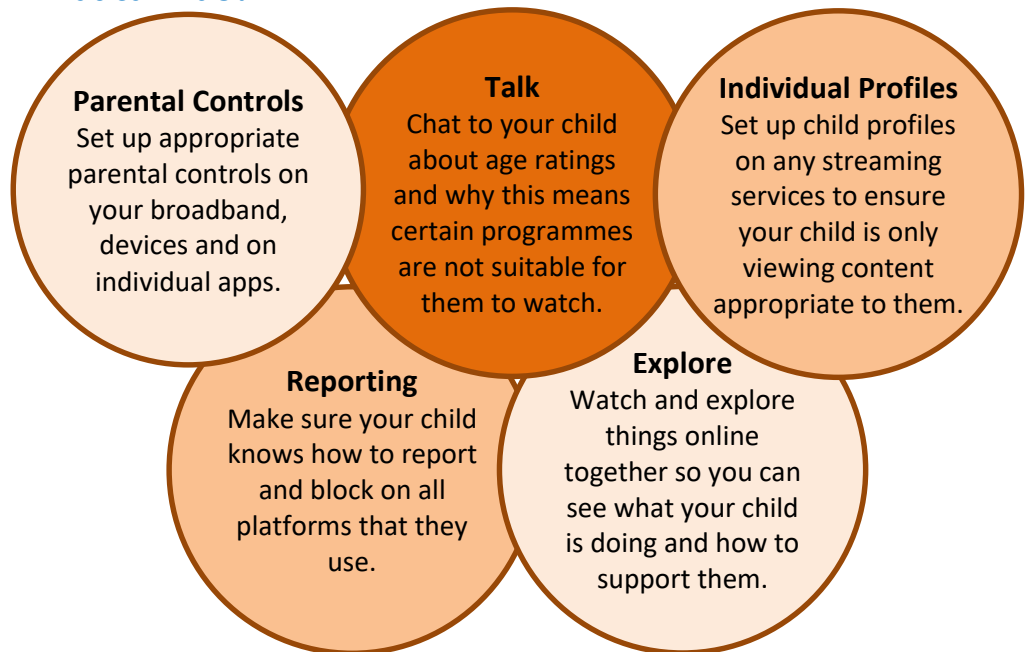 Parental Controls
Set up appropriate
parental controls on
your broadband,
devices and on
individual apps.
Talk
Chat to your child
about age ratings
and why this means
certain programmes
are not suitable for
them to watch.
Individual Profiles
Set up child profiles
on any streaming
services to ensure
your child is only
viewing content
appropriate to them.
Reporting
Make sure your child
knows how to report
and block on all
platforms that they
use.
Explore
Watch and explore
things online
together so you can
see what your child
is doing and how to
support them.